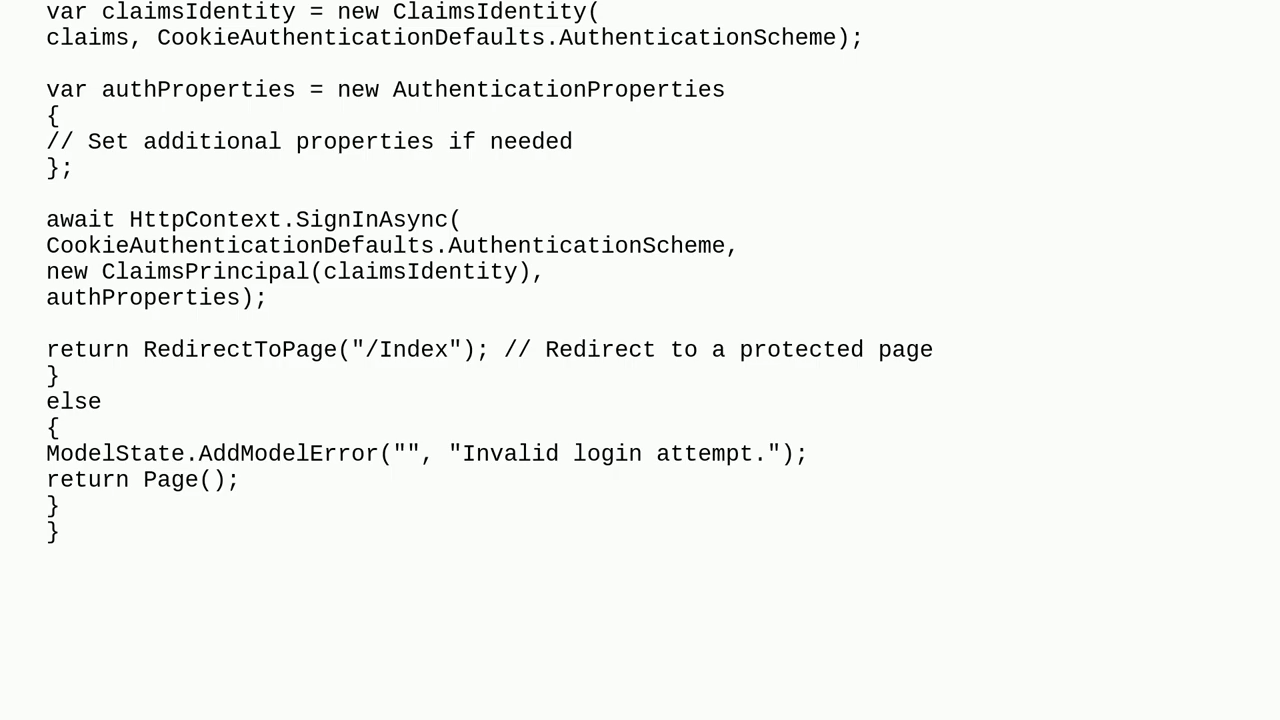 var claimsIdentity = new ClaimsIdentity(
claims, CookieAuthenticationDefaults.AuthenticationScheme);
var authProperties = new AuthenticationProperties
{
// Set additional properties if needed
};
await HttpContext.SignInAsync(
CookieAuthenticationDefaults.AuthenticationScheme,
new ClaimsPrincipal(claimsIdentity),
authProperties);
return RedirectToPage("/Index"); // Redirect to a protected page
}
else
{
ModelState.AddModelError("", "Invalid login attempt.");
return Page();
}
}